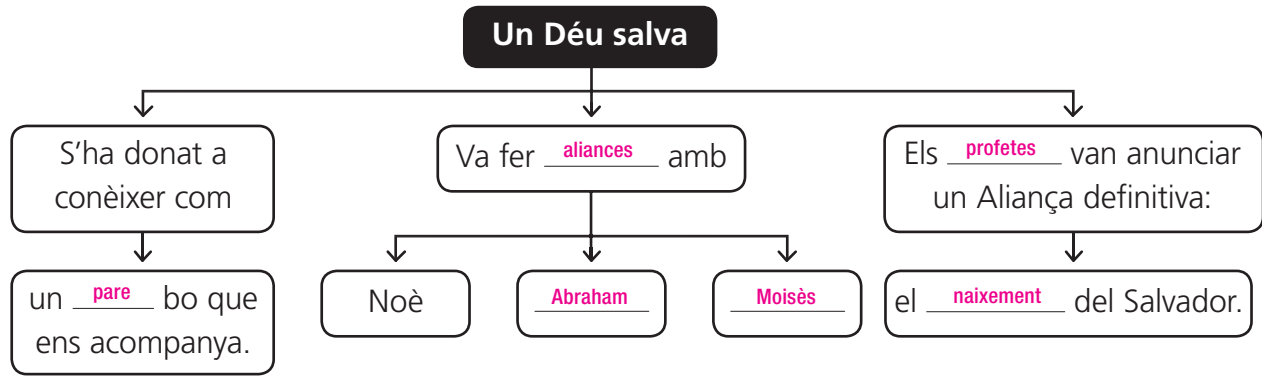 Un Déu salva
S'ha donat a
conèixer com
Va fer aliances amb
Els profetes van anunciar
un Aliança definitiva:
un pare bo que
ens acompanya.
Noè
Abraham
Moisès
el naixement del Salvador.